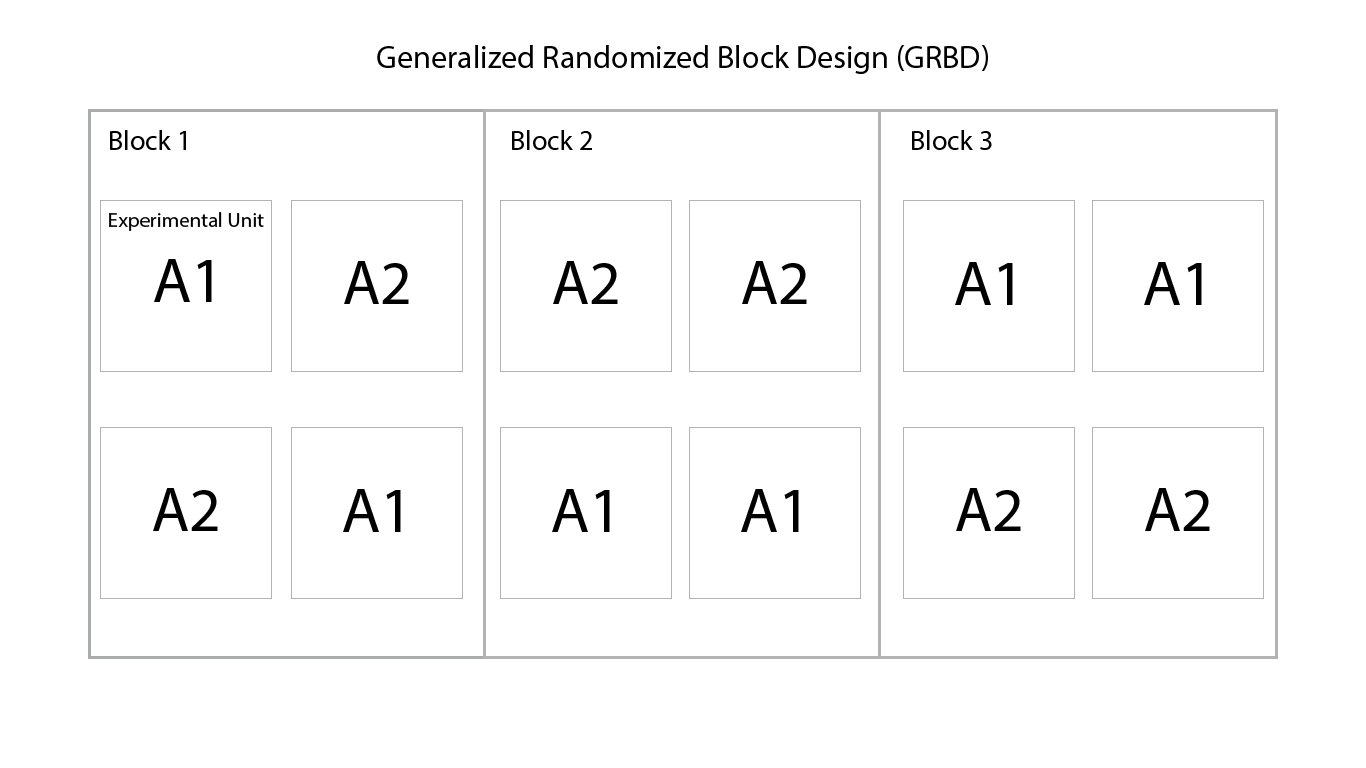 Generalized Randomized Block Design (GRBD)
Block 1
Block 2
Block 3
Experimental Unit
A1
A2
A2
A2
A1
A1
A2
A1
A1
A1
A2
A2